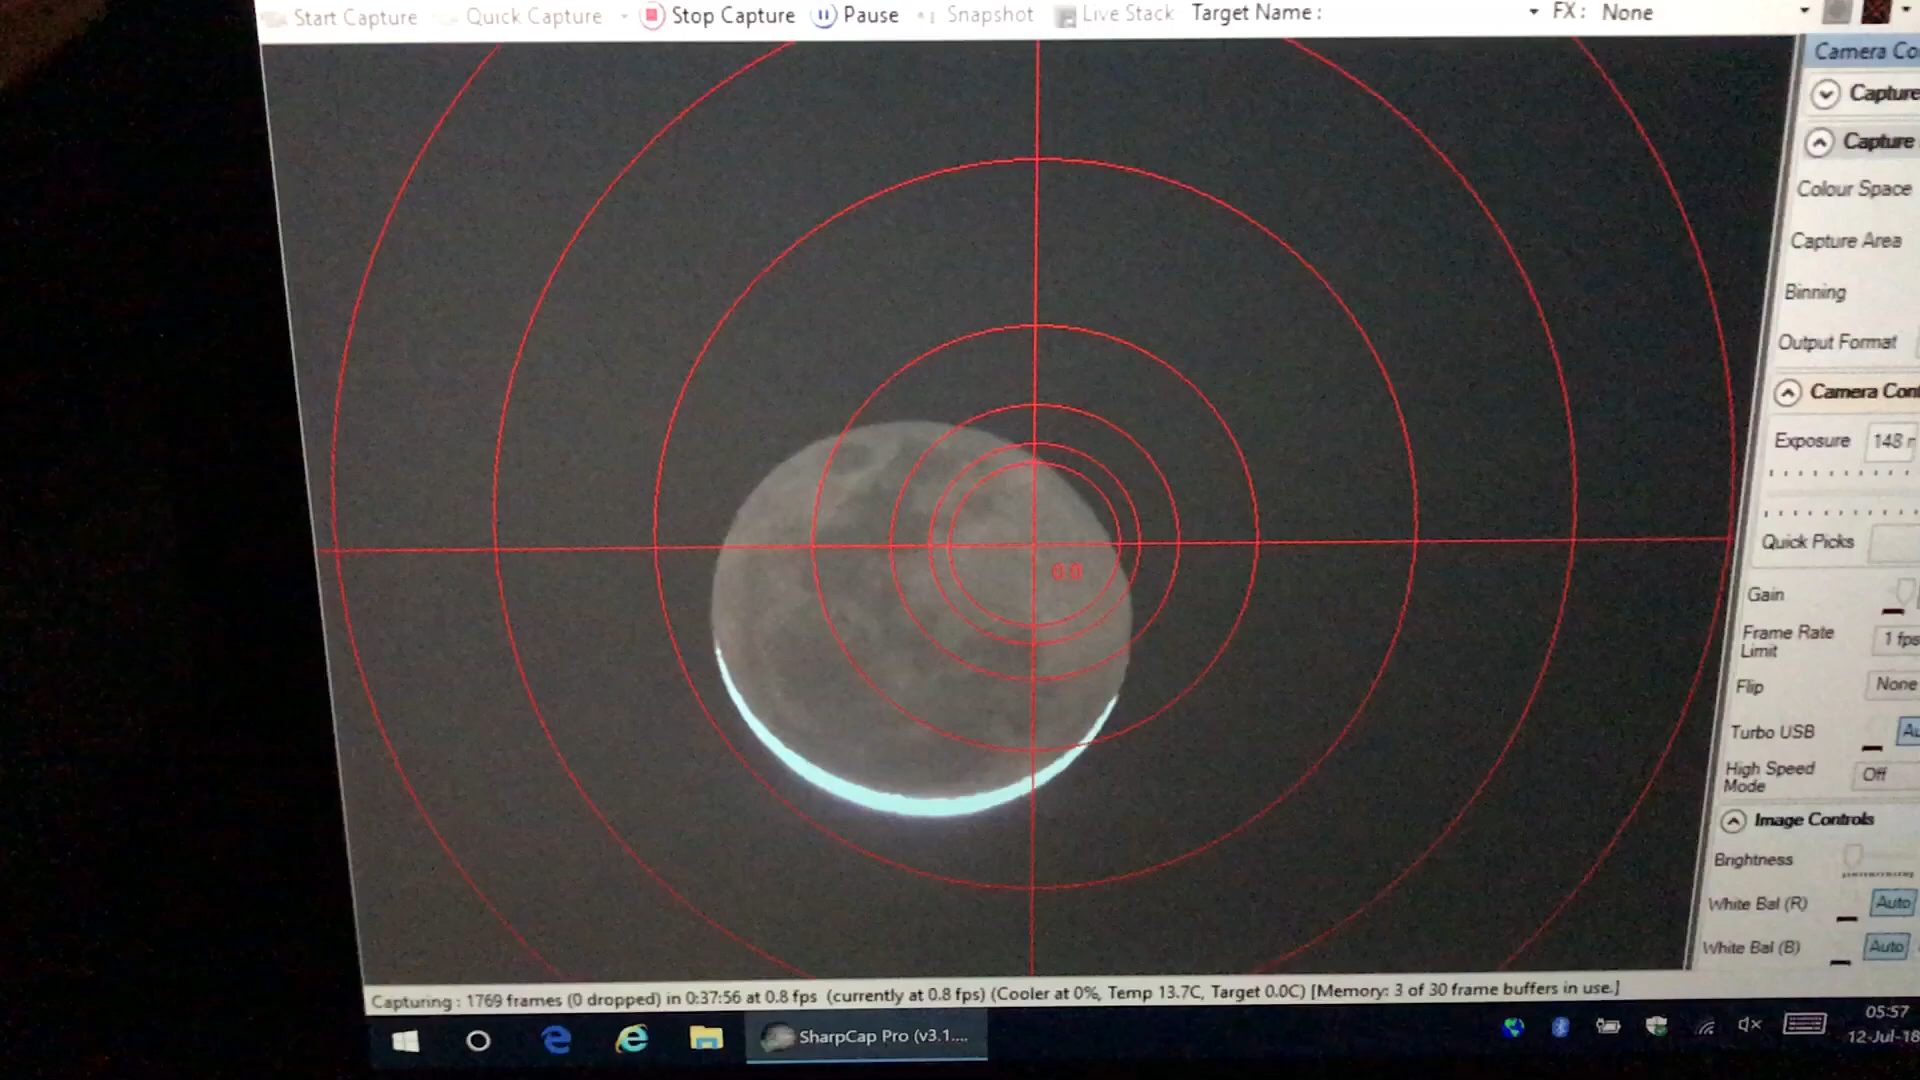 Start Capture Quick Capture Stop Capture Pause Snapshot Live Stack Target Name : FX : None
Camera Co
Capture
Capture
Colour Space
Capture Area
Binning
Output Format
Camera Con
Exposure 148
Quick Picks
0.0
Gain
Frame Rate Limit 1 fps
Flip None
Turbo USB Au
High Speed Mode Off
Image Controls
Brightness
White Bal (R) Auto
White Bal (B) Auto
Capturing : 1769 frames (0 dropped) in 0:37:56 at 0.8 fps (currently at 0.8 fps) (Cooler at 0%, Temp 13.7C, Target 0.0C) [Memory: 3 of 30 frame buffers in use.]
SharpCap Pro (v3.1....
05:57
12-Jul-18